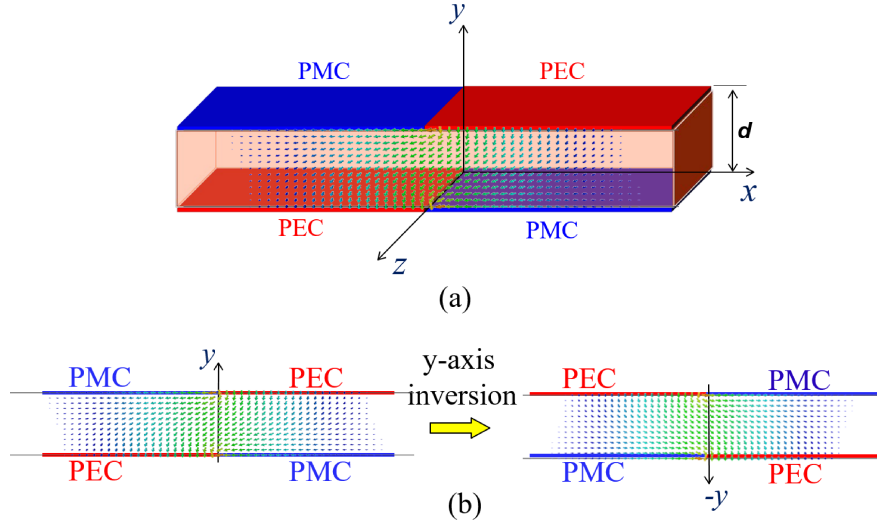 y
PMC
PEC
d
x
PEC
PMC
z
(a)
y
PMC
PEC
PEC
PMC
y-axis
inversion
PEC
PMC
PMC
PEC
-y
(b)